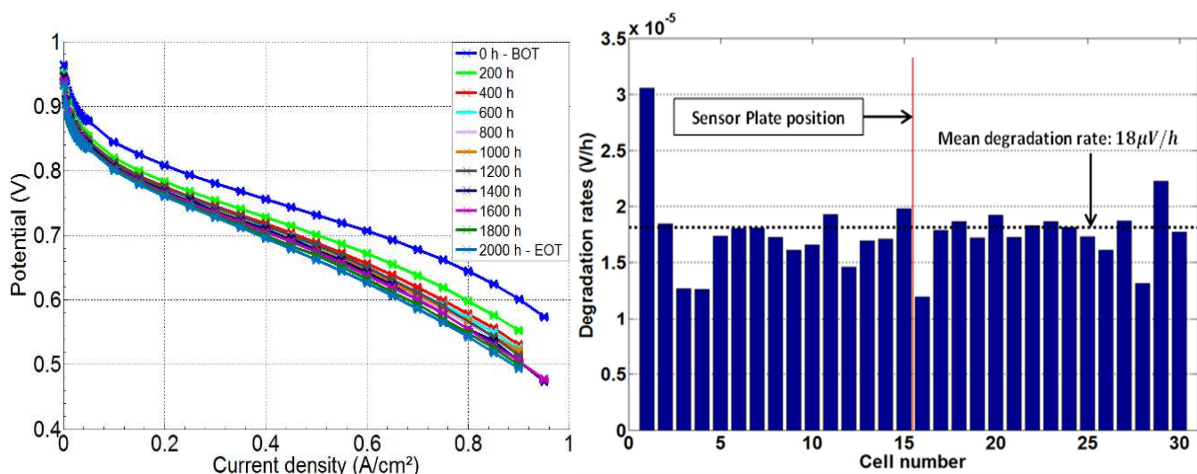 1
0.9
0.8
0.7
0.6
0.5
0.4
0
0.2
0.4
0.6
0.8
1
Potential (V)
Current density (A/cm²)
0 h - BOT
200 h
400 h
600 h
800 h
1000 h
1200 h
1400 h
1600 h
1800 h
2000 h - EOT
x 10⁻⁵
3.5
3
2.5
2
1.5
1
0.5
0
0
5
10
15
20
25
30
Degradation rates (V/h)
Cell number
Sensor Plate position
Mean degradation rate: 18μV/h